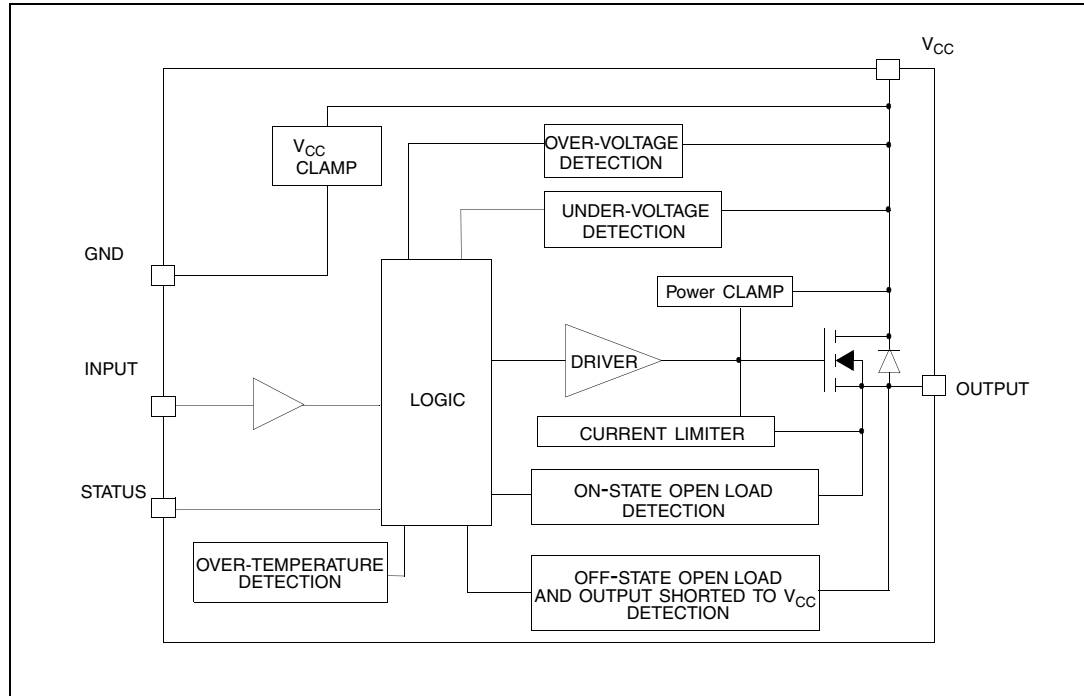 VCC
VCC
CLAMP
OVER-VOLTAGE
DETECTION
UNDER-VOLTAGE
DETECTION
GND
Power CLAMP
INPUT
DRIVER
OUTPUT
LOGIC
CURRENT LIMITER
STATUS
ON-STATE OPEN LOAD
DETECTION
OVER-TEMPERATURE
DETECTION
OFF-STATE OPEN LOAD
AND OUTPUT SHORTED TO VCC
DETECTION